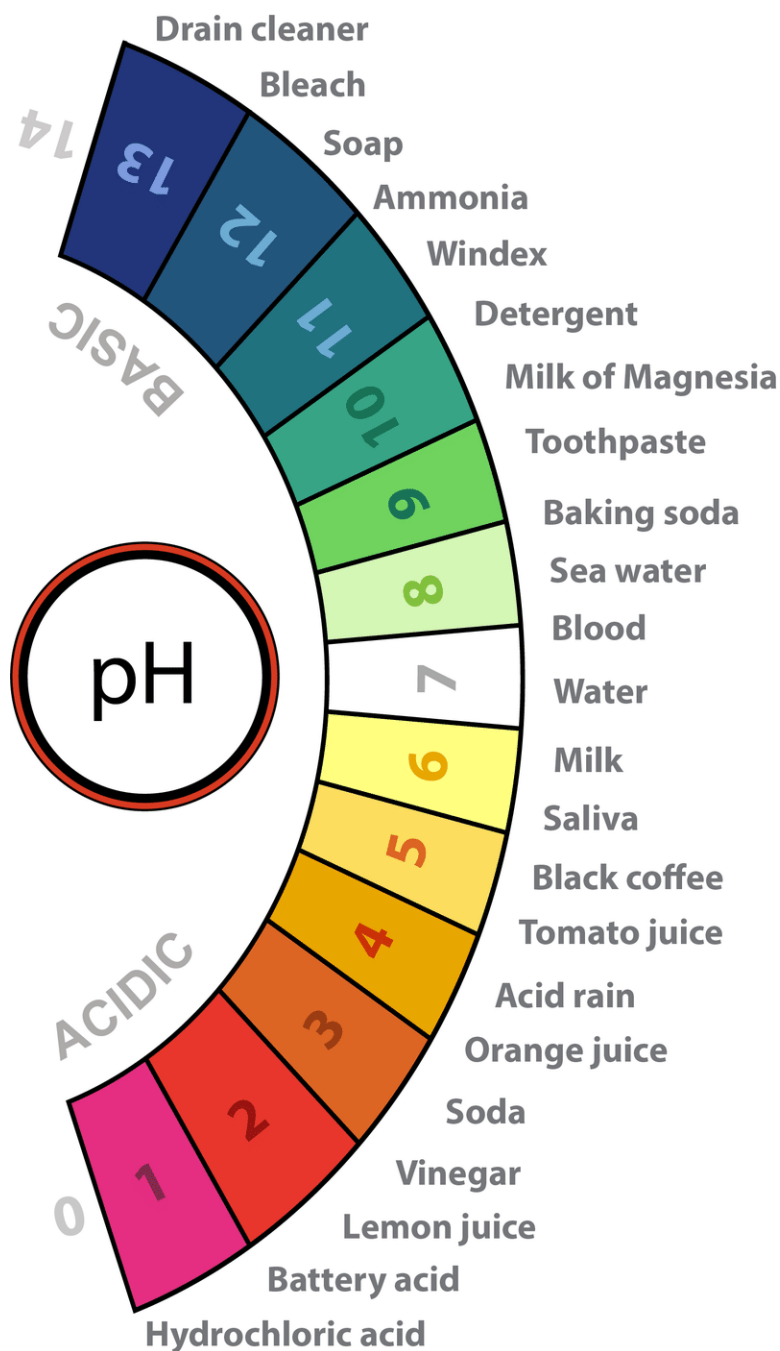 Drain cleaner
Bleach
14
13
Soap
12
Ammonia
Windex
11
Detergent
BASIC
Milk of Magnesia
10
Toothpaste
9
Baking soda
Sea water
8
Blood
pH
7
Water
6
Milk
Saliva
5
Black coffee
Tomato juice
4
ACIDIC
Acid rain
3
Orange juice
Soda
2
Vinegar
1
0
Lemon juice
Battery acid
Hydrochloric acid